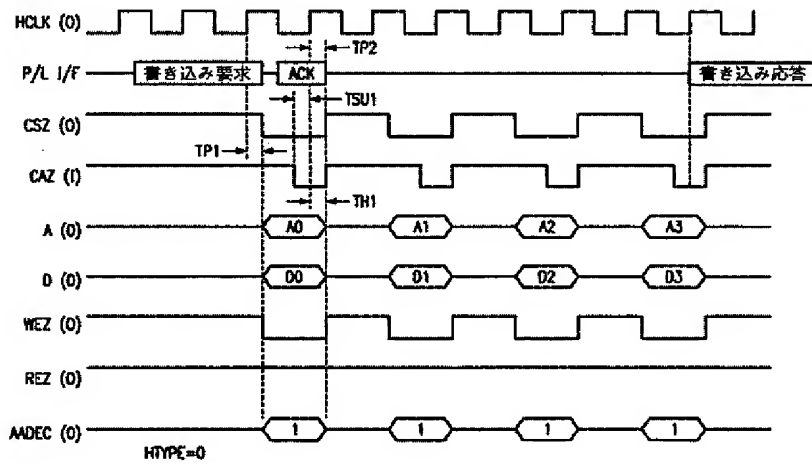 HCLK (O)
TP2
P/L I/F 書き込み要求 ACK 書き込み応答
TSU1
CSZ (O)
TP1
CAZ (I)
TH1
A (O) A0 A1 A2 A3
D (O) D0 D1 D2 D3
WEZ (O)
REZ (O)
AADEC (O) 1 1 1 1
HTYPE=0